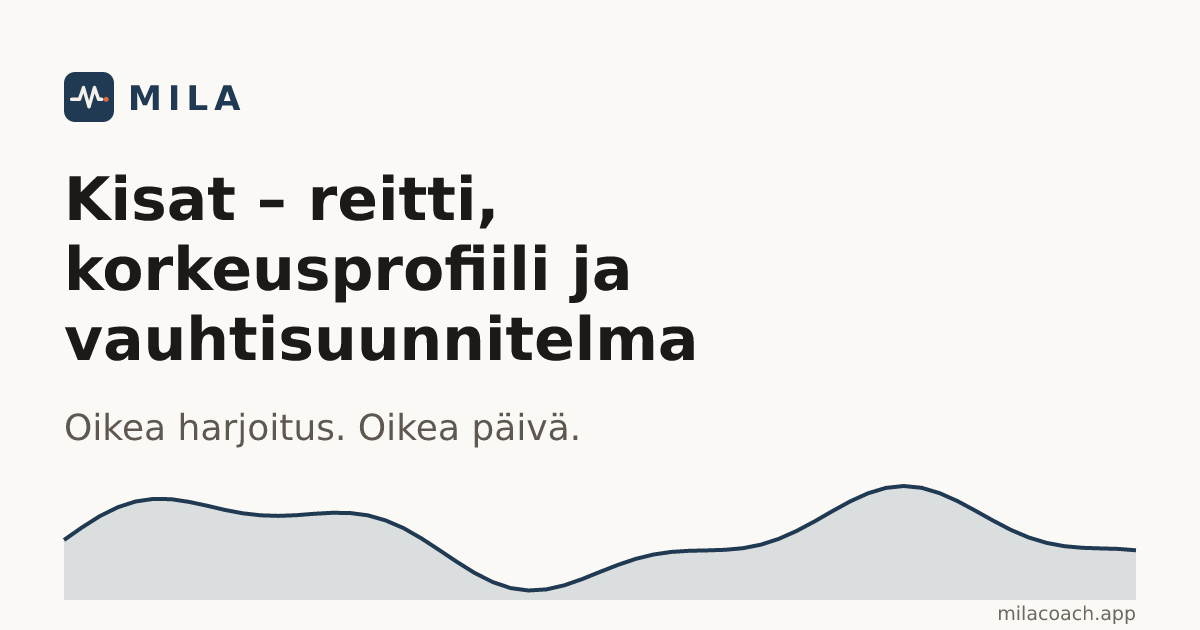 MILA
Kisat – reitti,
korkeusprofiili ja
vauhtisuunnitelma
Oikea harjoitus. Oikea päivä.
milacoach.app